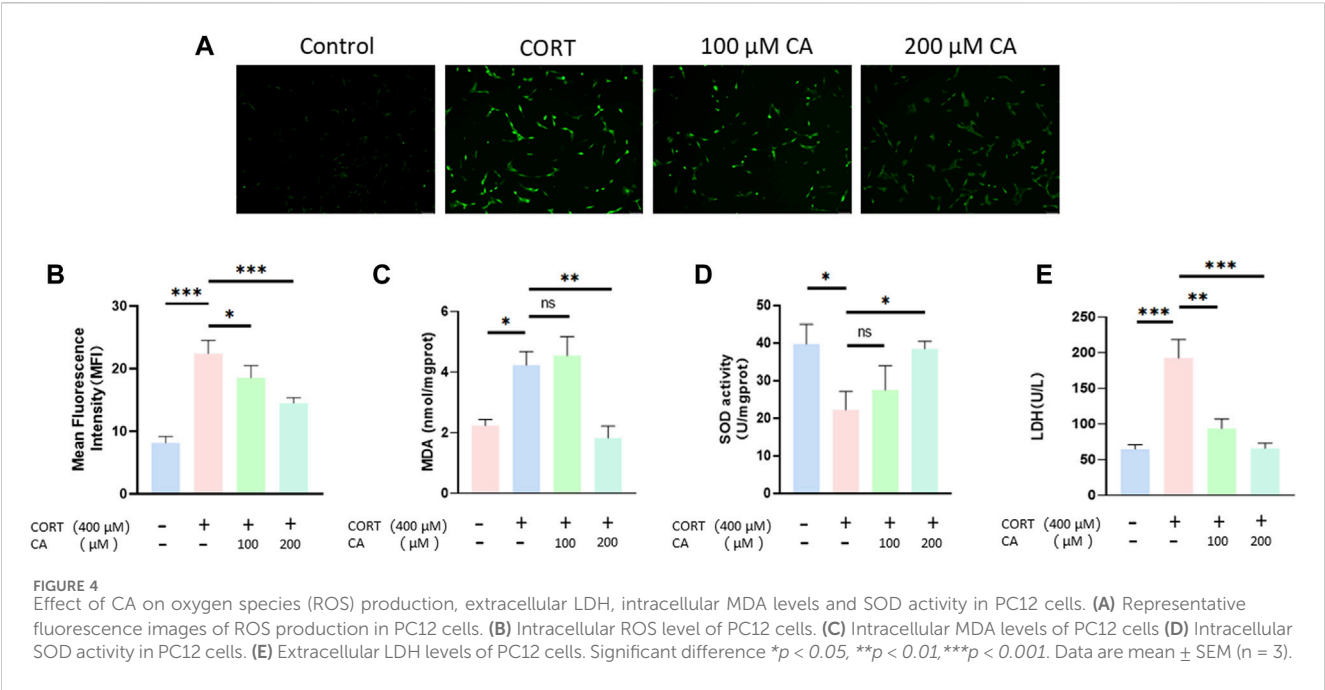 A
Control
CORT
100 µM CA
200 µM CA
B
Mean Fluorescence
Intensity(MFI)
30
20
10
0
***
*
***
CORT (400 µM) - + + +
CA ( µM ) - - 100 200
C
MDA (nmol/mgprot)
6
4
2
0
*
ns
**
CORT (400 µM) - + + +
CA ( µM ) - - 100 200
D
SOD activity
(U/mgprot)
50
40
30
20
10
0
*
ns
*
CORT (400 µM) - + + +
CA ( µM ) - - 100 200
E
LDH(U/L)
250
200
150
100
50
0
***
**
***
CORT (400 µM) - + + +
CA ( µM ) - - 100 200
FIGURE 4
Effect of CA on oxygen species (ROS) production, extracellular LDH, intracellular MDA levels and SOD activity in PC12 cells. (A) Representative
fluorescence images of ROS production in PC12 cells. (B) Intracellular ROS level of PC12 cells. (C) Intracellular MDA levels of PC12 cells (D) Intracellular
SOD activity in PC12 cells. (E) Extracellular LDH levels of PC12 cells. Significant difference *p < 0.05, **p < 0.01,***p < 0.001. Data are mean ± SEM (n = 3).